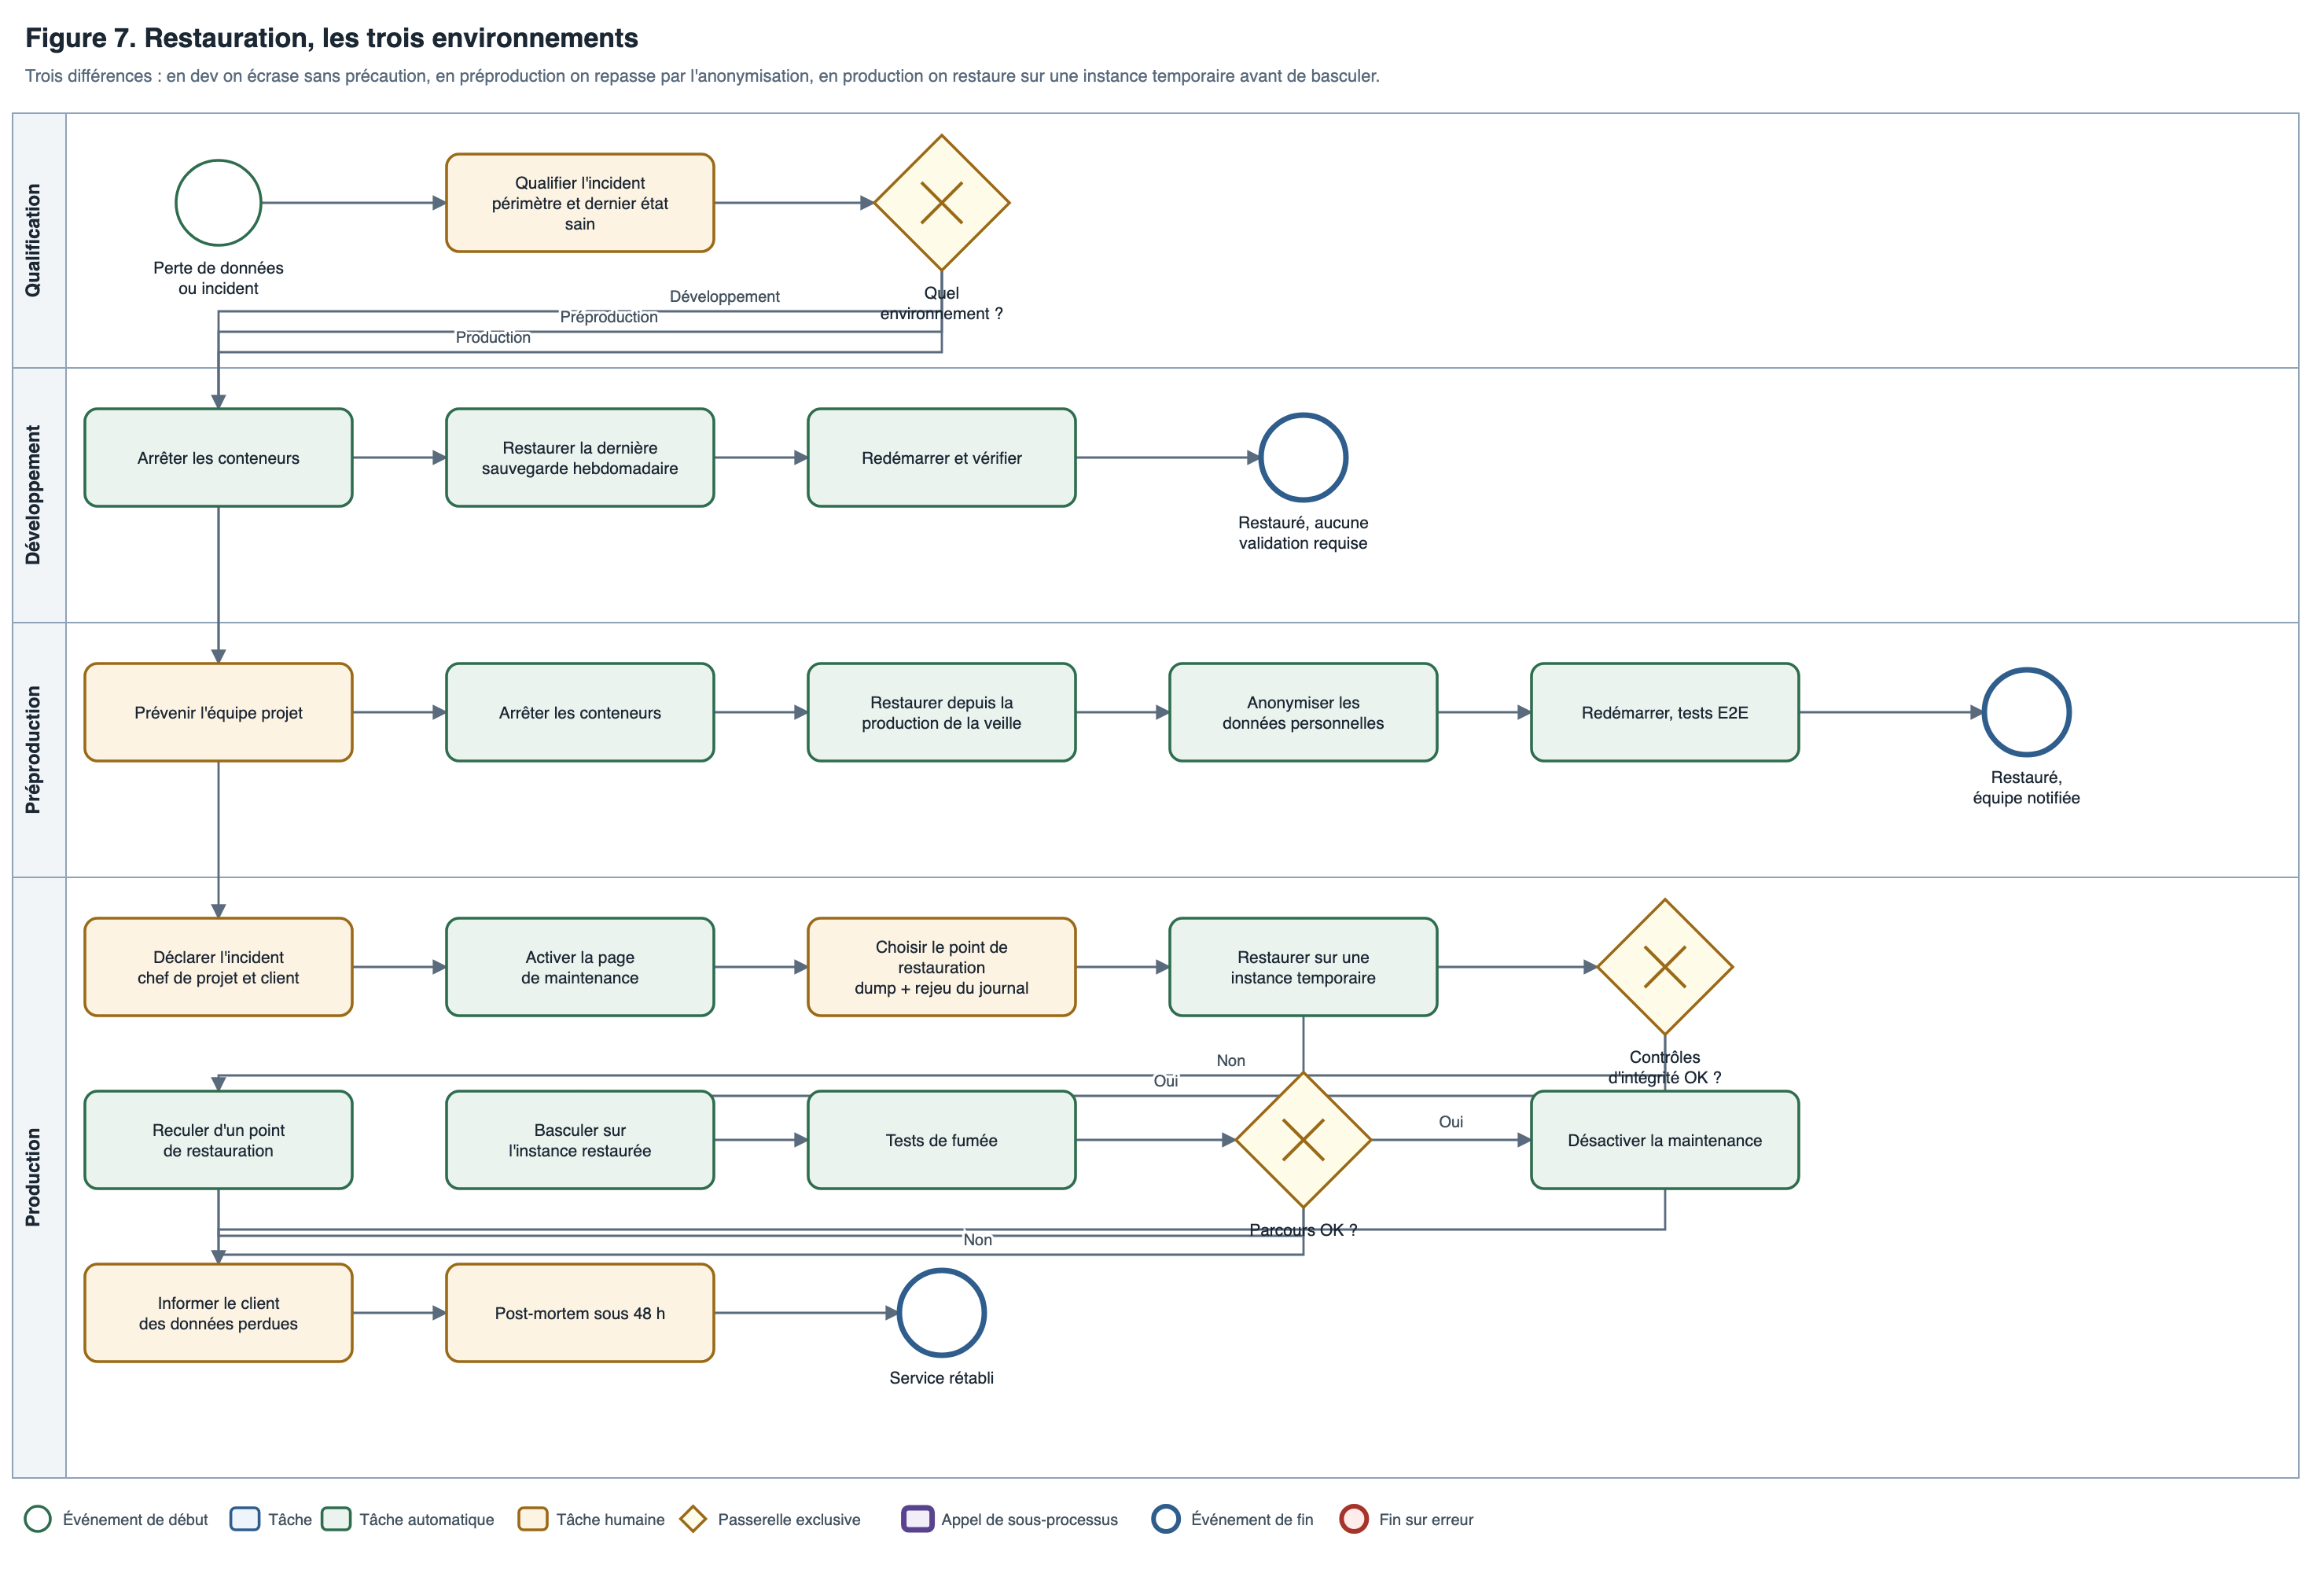 Figure 7. Restauration, les trois environnements
Trois différences : en dev on écrase sans précaution, en préproduction on repasse par l'anonymisation, en production on restaure sur une instance temporaire avant de basculer.
Qualification
Perte de données
ou incident
Qualifier l'incident
périmètre et dernier état
sain
Quel
environnement ?
Développement
Préproduction
Production
Développement
Arrêter les conteneurs
Restaurer la dernière
sauvegarde hebdomadaire
Redémarrer et vérifier
Restauré, aucune
validation requise
Préproduction
Prévenir l'équipe projet
Arrêter les conteneurs
Restaurer depuis la
production de la veille
Anonymiser les
données personnelles
Redémarrer, tests E2E
Restauré,
équipe notifiée
Production
Déclarer l'incident
chef de projet et client
Activer la page
de maintenance
Choisir le point de
restauration
dump + rejeu du journal
Restaurer sur une
instance temporaire
Contrôles
d'intégrité OK ?
Non
Oui
Reculer d'un point
de restauration
Basculer sur
l'instance restaurée
Tests de fumée
Parcours OK ?
Oui
Désactiver la maintenance
Non
Informer le client
des données perdues
Post-mortem sous 48 h
Service rétabli
Événement de début
Tâche
Tâche automatique
Tâche humaine
Passerelle exclusive
Appel de sous-processus
Événement de fin
Fin sur erreur